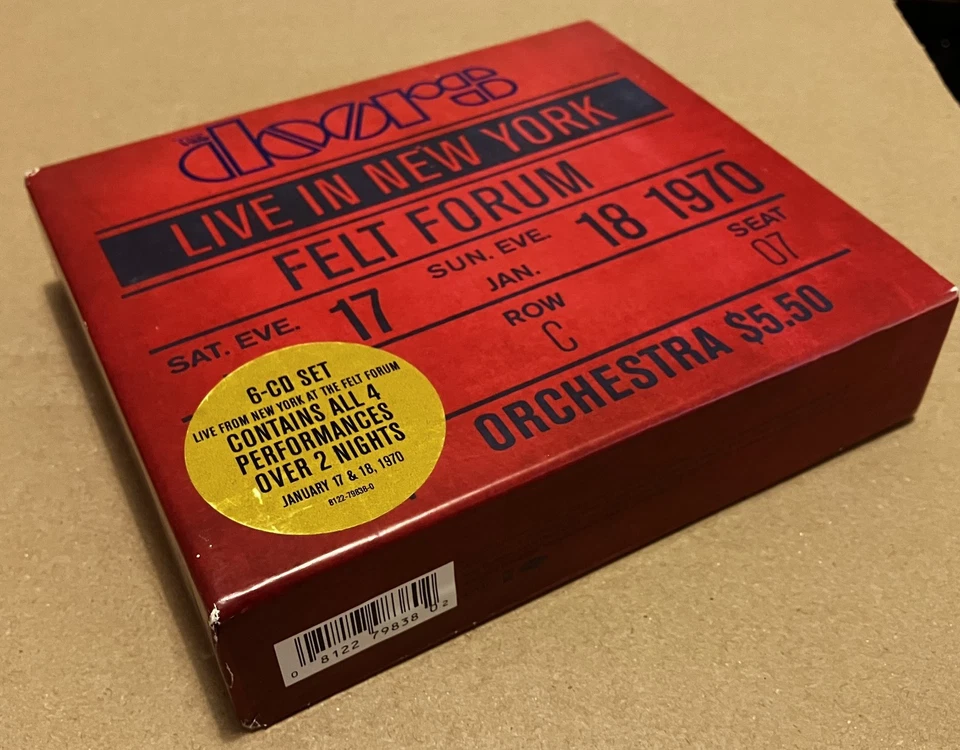 THE
doors
LIVE IN NEW YORK
FELT FORUM
SAT. EVE. 17 SUN. EVE. 18 1970
JAN.
ROW
C
SEAT
07
ORCHESTRA $5.50
6-CD SET
LIVE FROM NEW YORK AT THE FELT FORUM
CONTAINS ALL 4
PERFORMANCES
OVER 2 NIGHTS
JANUARY 17 & 18, 1970
8122-79838-0
0 8122 79838 0 2